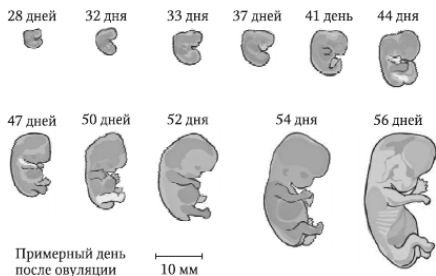 28 дней 32 дня 33 дня 37 дней 41 день 44 дня
47 дней 50 дней 52 дня 54 дня 56 дней
Примерный день
после овуляции
10 мм